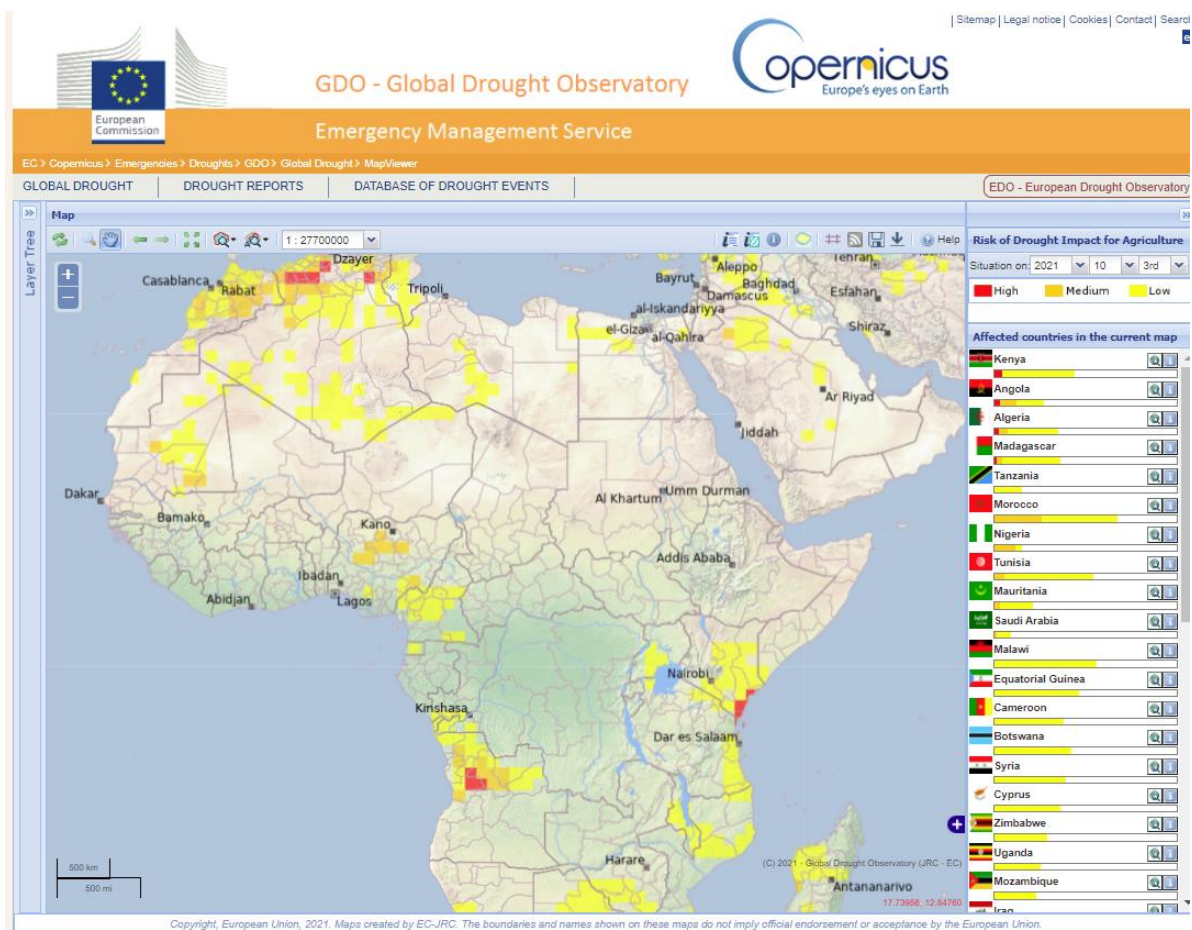 | Sitemap | Legal notice | Cookies | Contact | Search
GDO - Global Drought Observatory
opernicus
Europe's eyes on Earth
European
Commission
Emergency Management Service
EC > Copernicus > Emergencies > Droughts > GDO > Global Drought > MapViewer
GLOBAL DROUGHT
DROUGHT REPORTS
DATABASE OF DROUGHT EVENTS
EDO - European Drought Observatory
Layer Tree
Map
1 : 27700000
Help
Risk of Drought Impact for Agriculture
Situation on: 2021 10 3rd
High Medium Low
Affected countries in the current map
Kenya
Angola
Algeria
Madagascar
Tanzania
Morocco
Nigeria
Tunisia
Mauritania
Saudi Arabia
Malawi
Equatorial Guinea
Cameroon
Botswana
Syria
Cyprus
Zimbabwe
Uganda
Mozambique
Iraq
Dzayer
Casablanca
Rabat
Tripoli
Aleppo
Tehran
Bayrut
Damascus
Baghdad
Esfahan
al-Iskandariyya
el-Giza
al-Qahira
Shiraz
Ar Riyad
Jiddah
Dakar
Bamako
Kano
Al Khartum
Umm Durman
Addis Ababa
Ibadan
Lagos
Abidjan
Nairobi
Kinshasa
Dar es Salaam
Harare
Antananarivo
500 km
500 mi
(C) 2021 - Global Drought Observatory (JRC - EC)
17.73956, 12.84760
Copyright, European Union, 2021. Maps created by EC-JRC. The boundaries and names shown on these maps do not imply official endorsement or acceptance by the European Union.